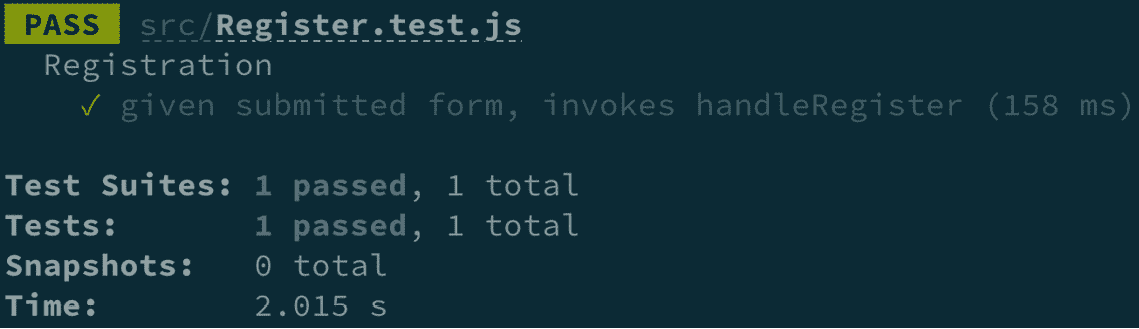 PASS src/Register.test.js
Registration
✓ given submitted form, invokes handleRegister (158 ms)
Test Suites: 1 passed, 1 total
Tests: 1 passed, 1 total
Snapshots: 0 total
Time: 2.015 s